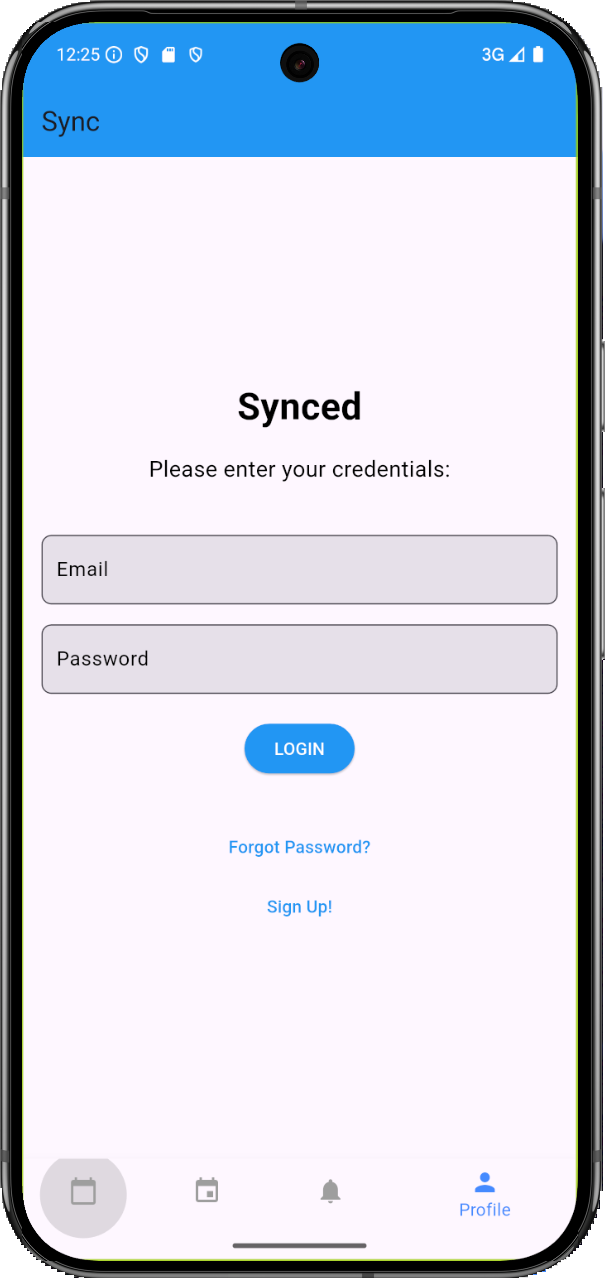 12:25
3G
Sync
Synced
Please enter your credentials:
Email
Password
LOGIN
Forgot Password?
Sign Up!
Profile